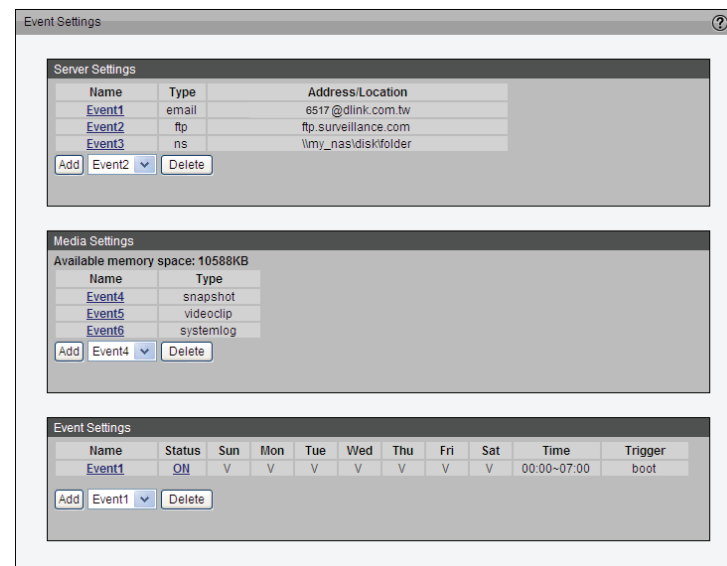 Event Settings ?
Server Settings
Name Type Address/Location
Event1 email 6517@dlink.com.tw
Event2 ftp ftp.surveillance.com
Event3 ns \\my_nas\disk\folder
Add Event2 Delete
Media Settings
Available memory space: 10588KB
Name Type
Event4 snapshot
Event5 videoclip
Event6 systemlog
Add Event4 Delete
Event Settings
Name Status Sun Mon Tue Wed Thu Fri Sat Time Trigger
Event1 ON V V V V V V V 00:00~07:00 boot
Add Event1 Delete